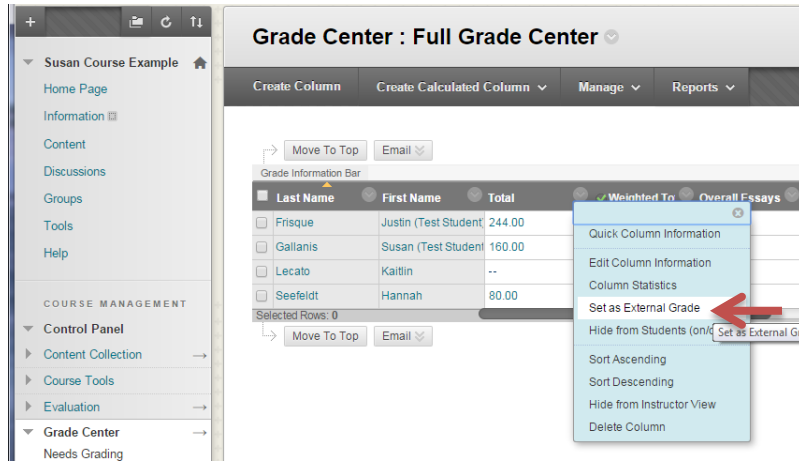 Susan Course Example
Home Page
Information
Content
Discussions
Groups
Tools
Help
COURSE MANAGEMENT
Control Panel
Content Collection
Course Tools
Evaluation
Grade Center
Needs Grading
Grade Center : Full Grade Center
Create Column Create Calculated Column Manage Reports
Move To Top Email
Grade Information Bar
Last Name First Name Total Weighted To Overall Essays
Frisque Justin (Test Student 244.00
Gallanis Susan (Test Student 160.00
Lecato Kaitlin --
Seefeldt Hannah 80.00
Selected Rows: 0
Move To Top Email
Quick Column Information
Edit Column Information
Column Statistics
Set as External Grade
Hide from Students (on/o
Set as External Gr
Sort Ascending
Sort Descending
Hide from Instructor View
Delete Column